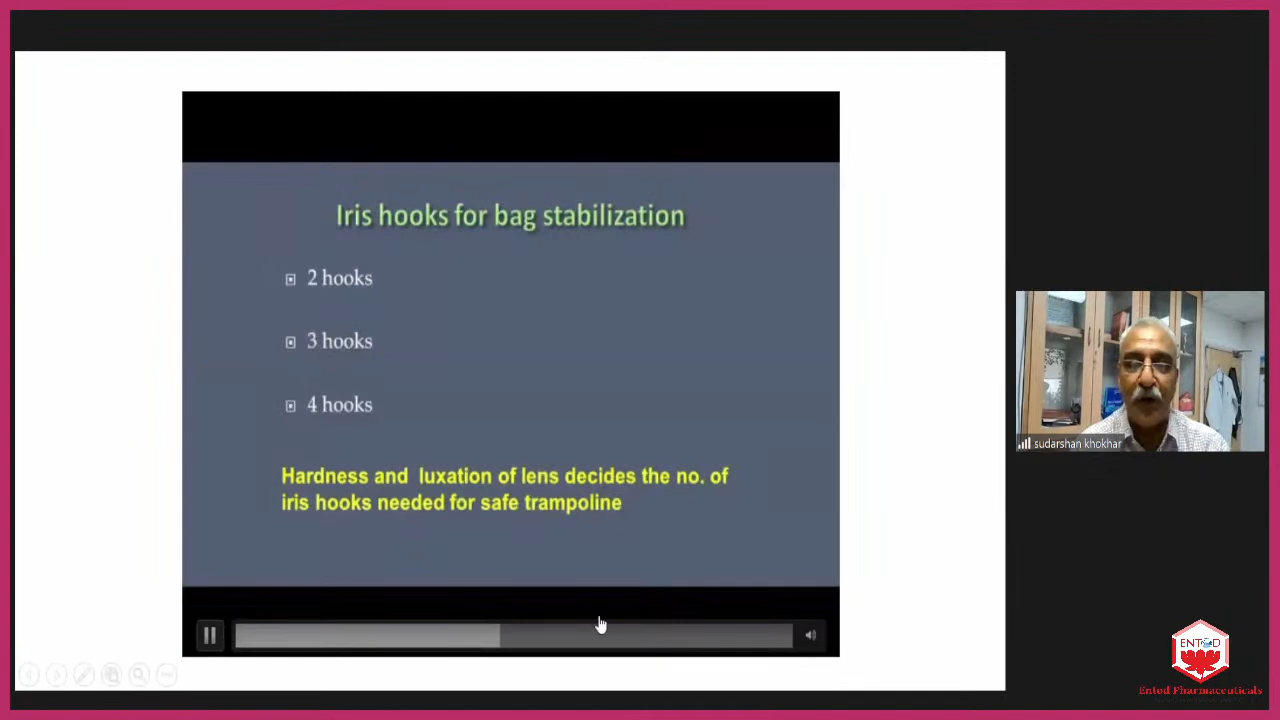 Iris hooks for bag stabilization
2 hooks
3 hooks
4 hooks
Hardness and luxation of lens decides the no. of
iris hooks needed for safe trampoline
sudarshan khokhar
ENTOD
Entod Pharmaceuticals